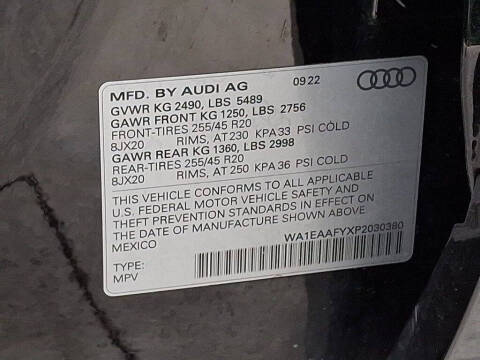 MFD. BY AUDI AG 09.22
GVWR KG 2490, LBS 5489
GAWR FRONT KG 1250, LBS 2756
FRONT-TIRES 255/45 R20
8JX20 RIMS, AT 230 KPA 33 PSI COLD
GAWR REAR KG 1360, LBS 2998
REAR-TIRES 255/45 R20
8JX20 RIMS, AT 250 KPA 36 PSI COLD
THIS VEHICLE CONFORMS TO ALL APPLICABLE
U.S. FEDERAL MOTOR VEHICLE SAFETY AND
THEFT PREVENTION STANDARDS IN EFFECT ON
DATE OF MANUFACTURE SHOWN ABOVE.
MEXICO WA1EAAFYXP2030380
TYPE:
MPV